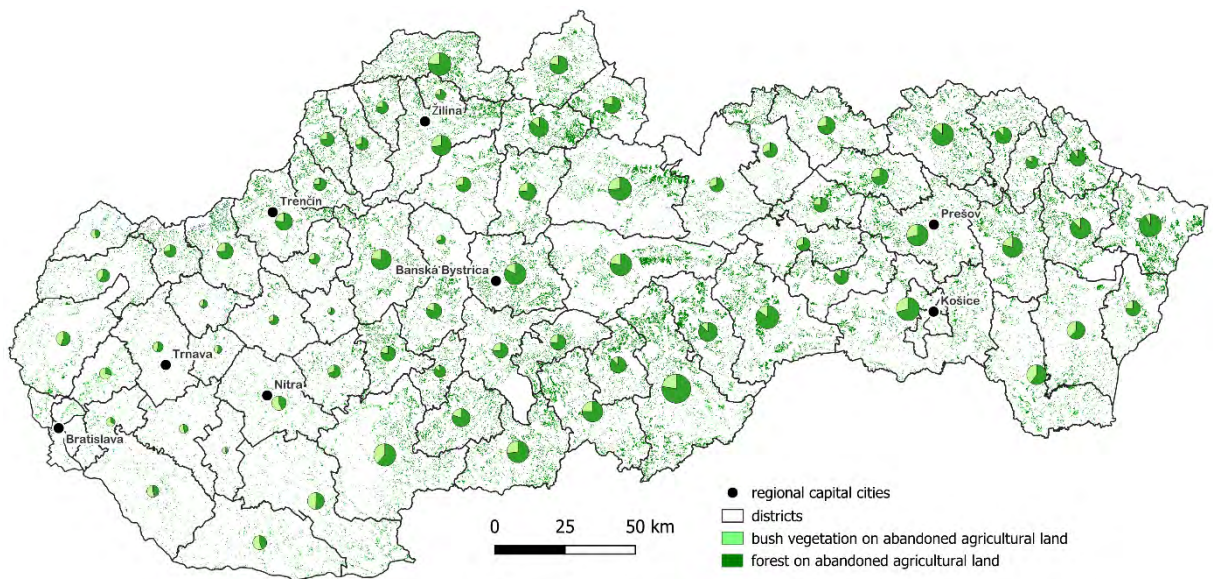 Žilina
Trenčín
Prešov
Banská Bystrica
Košice
Trnava
Nitra
Bratislava
0 25 50 km
regional capital cities
districts
bush vegetation on abandoned agricultural land
forest on abandoned agricultural land